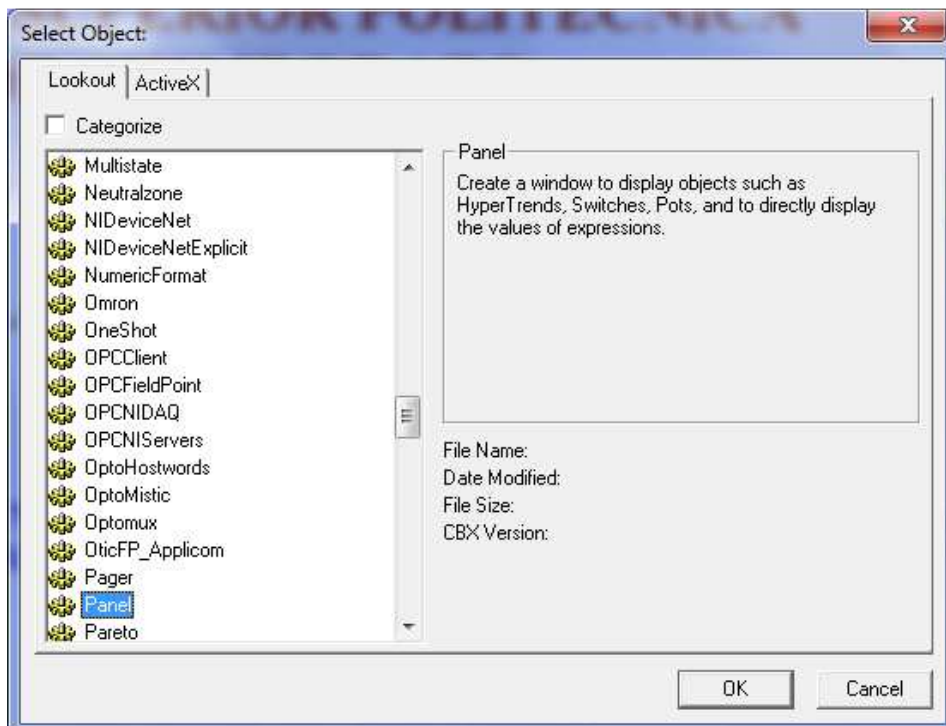 ERIOR POLITECNICA
Select Object:
Lookout
ActiveX
Categorize
Multistate
Neutralzone
NIDeviceNet
NIDeviceNetExplicit
NumericFormat
Omron
OneShot
OPCClient
OPCFieldPoint
OPCNIDAQ
OPCNIServers
OptoHostwords
OptoMistic
Optomux
OticFP_Applicom
Pager
Panel
Pareto
Panel
Create a window to display objects such as
HyperTrends, Switches, Pots, and to directly display
the values of expressions.
File Name:
Date Modified:
File Size:
CBX Version:
OK
Cancel